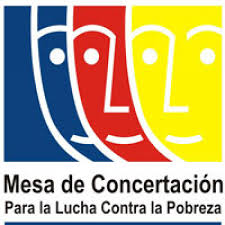 Mesa de Concertación
Para la Lucha Contra la Pobreza